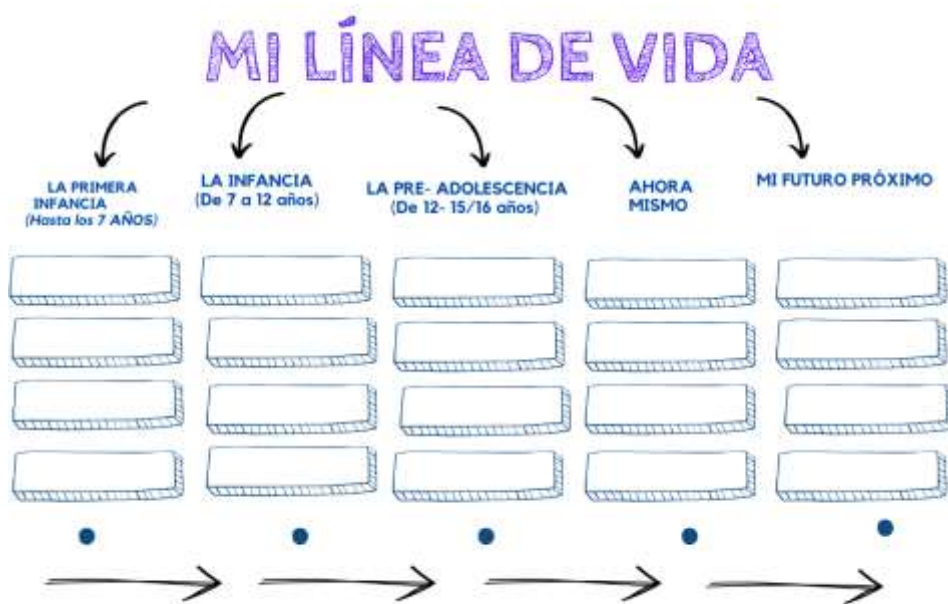 MI LÍNEA DE VIDA
LA PRIMERA
INFANCIA
(Hasta los 7 AÑOS)
LA INFANCIA
(De 7 a 12 años)
LA PRE- ADOLESCENCIA
(De 12- 15/16 años)
AHORA
MISMO
MI FUTURO PRÓXIMO